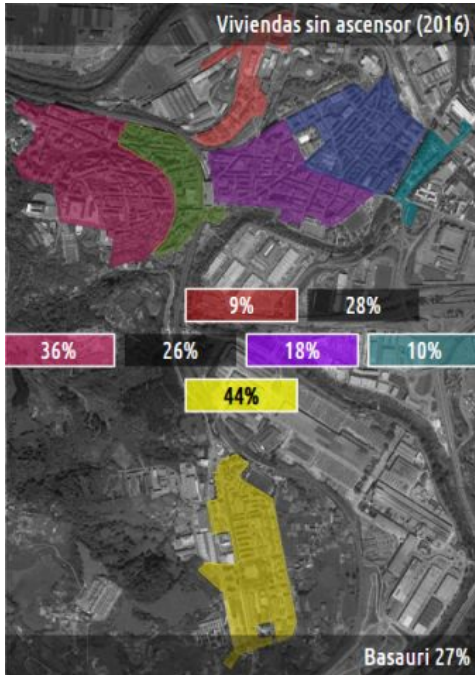 Viviendas sin ascensor (2016)
9% 28%
36% 26% 18% 10%
44%
Basauri 27%